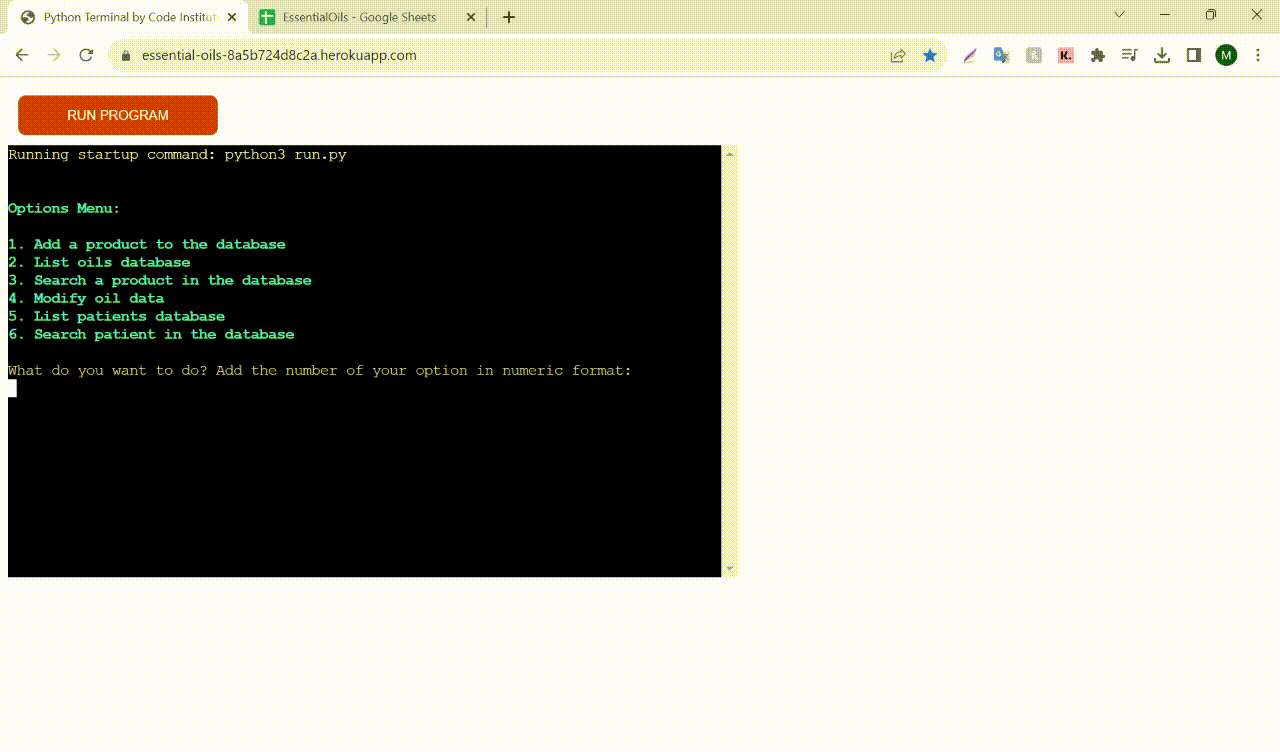 Python Terminal by Code Institut
EssentialOils - Google Sheets
essential-oils-8a5b724d8c2a.herokuapp.com
K.
M
RUN PROGRAM
Running startup command: python3 run.py
Options Menu:
1. Add a product to the database
2. List oils database
3. Search a product in the database
4. Modify oil data
5. List patients database
6. Search patient in the database
What do you want to do? Add the number of your option in numeric format: